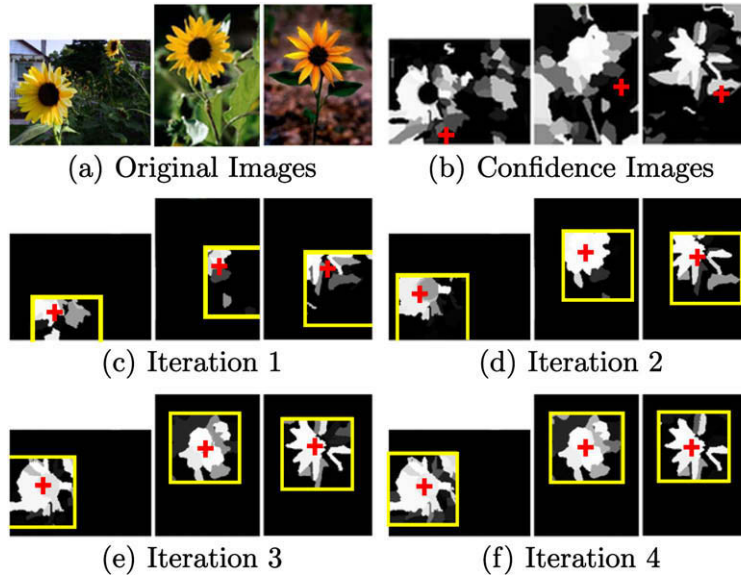 (a) Original Images
(b) Confidence Images
(c) Iteration 1
(d) Iteration 2
(e) Iteration 3
(f) Iteration 4